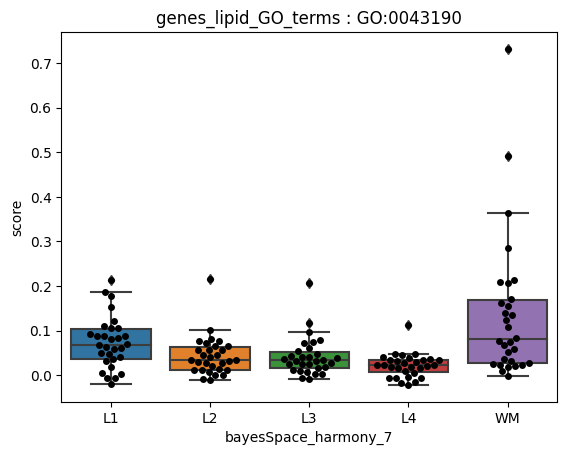 genes_lipid_GO_terms : GO:0043190
0.7
0.6
0.5
0.4
0.3
0.2
0.1
0.0
score
L1 L2 L3 L4 WM
bayesSpace_harmony_7